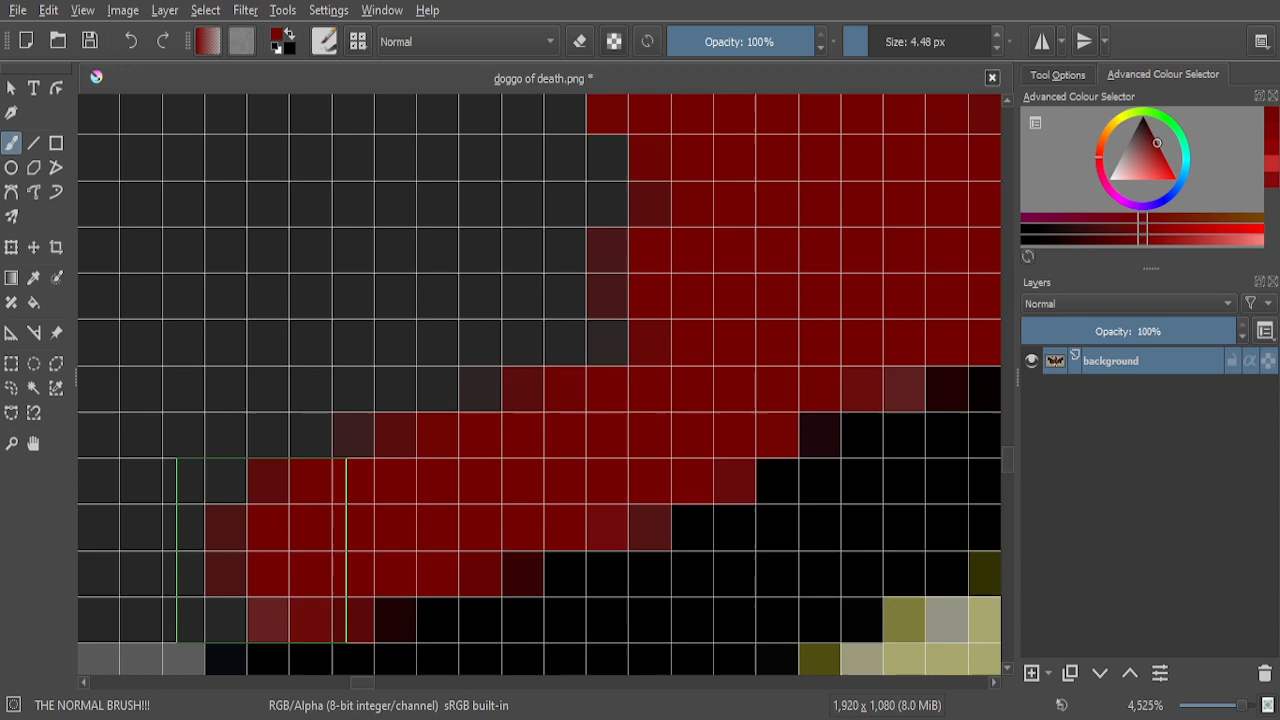 File Edit View Image Layer Select Filter Tools Settings Window Help
Normal Opacity: 100% Size: 4.48 px
doggo of death.png *
Tool Options Advanced Colour Selector
Advanced Colour Selector
Layers
Normal
Opacity: 100%
background
THE NORMAL BRUSH!!! RGB/Alpha (8-bit integer/channel) sRGB built-in 1,920 x 1,080 (8.0 MiB) 4,525%